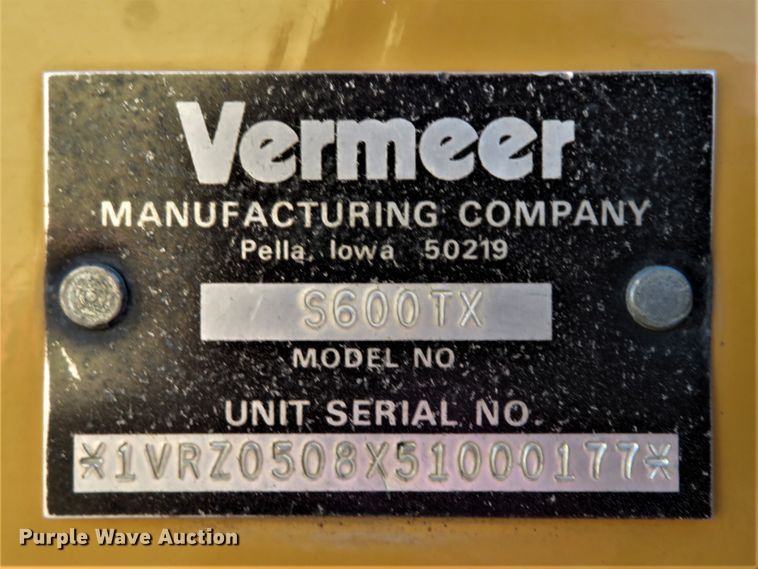 Vermeer
MANUFACTURING COMPANY
Pella, Iowa 50219
S600TX
MODEL NO.
UNIT SERIAL NO.
*1VRZ0508X51000177*
Purple Wave Auction